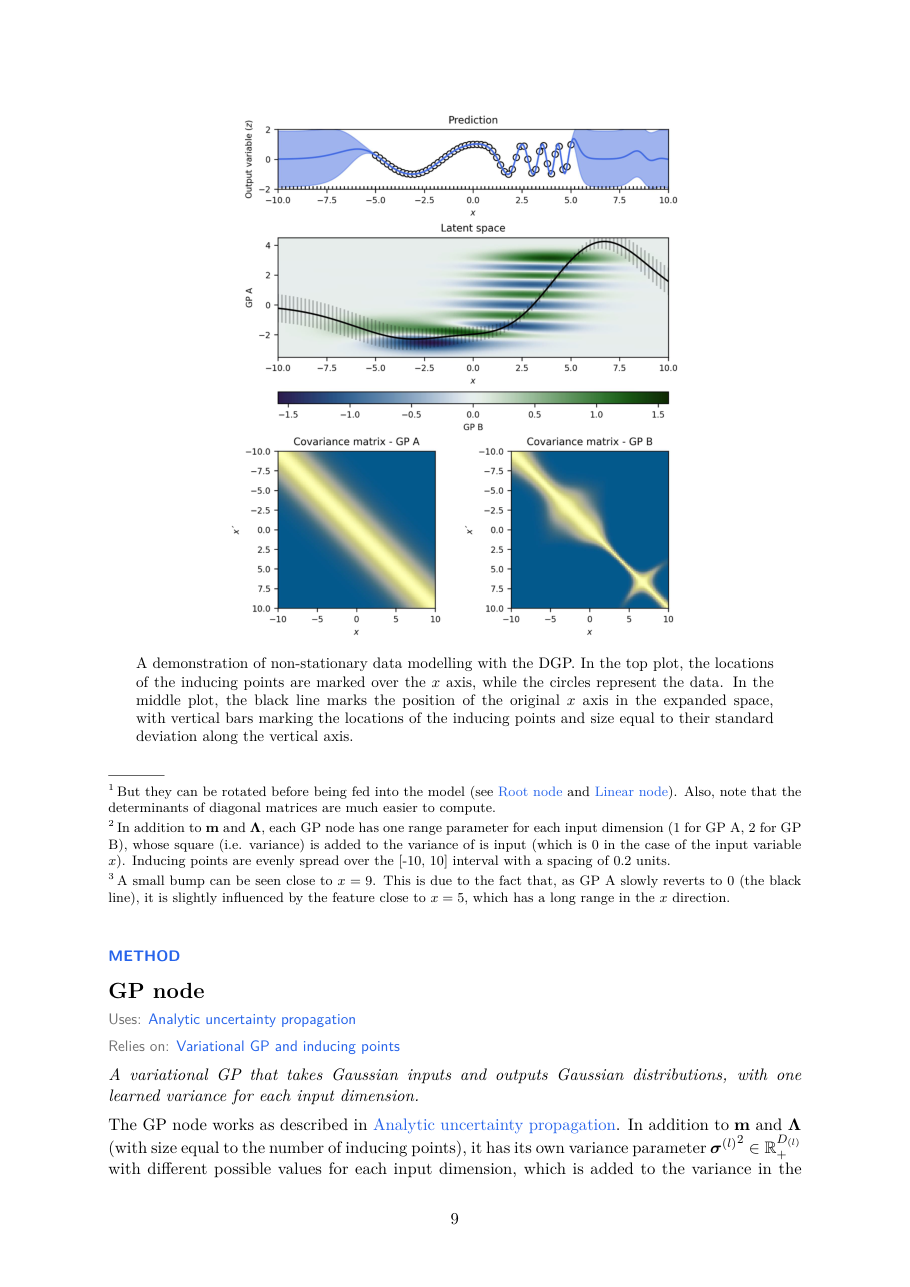 Prediction
Output variable (z)
2
0
−2
−10.0 −7.5 −5.0 −2.5 0.0 2.5 5.0 7.5 10.0
x
Latent space
GP A
4
2
0
−2
−10.0 −7.5 −5.0 −2.5 0.0 2.5 5.0 7.5 10.0
x
−1.5 −1.0 −0.5 0.0 0.5 1.0 1.5
GP B
Covariance matrix - GP A
x′
−10.0
−7.5
−5.0
−2.5
0.0
2.5
5.0
7.5
10.0
−10 −5 0 5 10
x
Covariance matrix - GP B
x′
−10.0
−7.5
−5.0
−2.5
0.0
2.5
5.0
7.5
10.0
−10 −5 0 5 10
x
A demonstration of non-stationary data modelling with the DGP. In the top plot, the locations
of the inducing points are marked over the x axis, while the circles represent the data. In the
middle plot, the black line marks the position of the original x axis in the expanded space,
with vertical bars marking the locations of the inducing points and size equal to their standard
deviation along the vertical axis.
¹ But they can be rotated before being fed into the model (see Root node and Linear node). Also, note that the
determinants of diagonal matrices are much easier to compute.
² In addition to m and Λ, each GP node has one range parameter for each input dimension (1 for GP A, 2 for GP
B), whose square (i.e. variance) is added to the variance of is input (which is 0 in the case of the input variable
x). Inducing points are evenly spread over the [-10, 10] interval with a spacing of 0.2 units.
³ A small bump can be seen close to x = 9. This is due to the fact that, as GP A slowly reverts to 0 (the black
line), it is slightly influenced by the feature close to x = 5, which has a long range in the x direction.
METHOD
GP node
Uses: Analytic uncertainty propagation
Relies on: Variational GP and inducing points
A variational GP that takes Gaussian inputs and outputs Gaussian distributions, with one
learned variance for each input dimension.
The GP node works as described in Analytic uncertainty propagation. In addition to m and Λ
(with size equal to the number of inducing points), it has its own variance parameter σ^(l)² ∈ ℝ₊^D₍ₗ₎
with different possible values for each input dimension, which is added to the variance in the
9